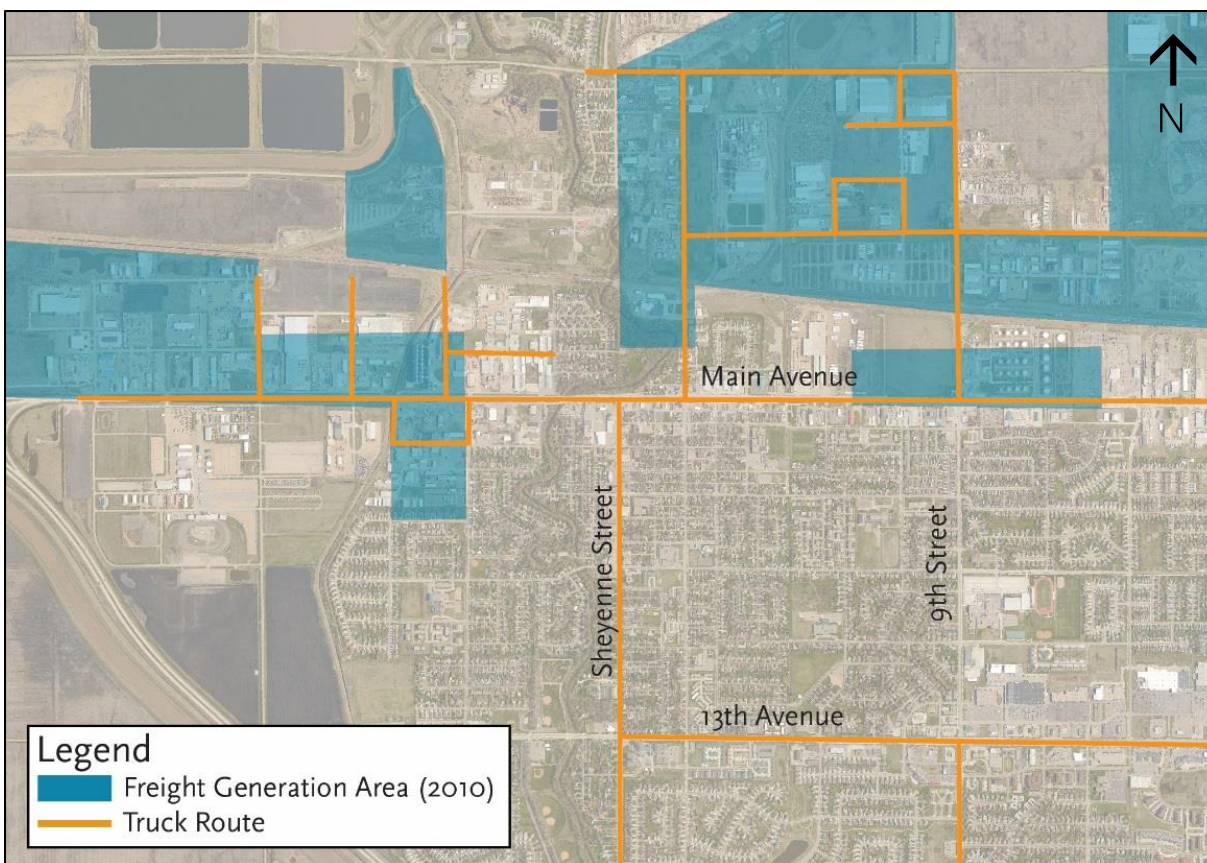 N
Main Avenue
Sheyenne Street
9th Street
13th Avenue
Legend
Freight Generation Area (2010)
Truck Route